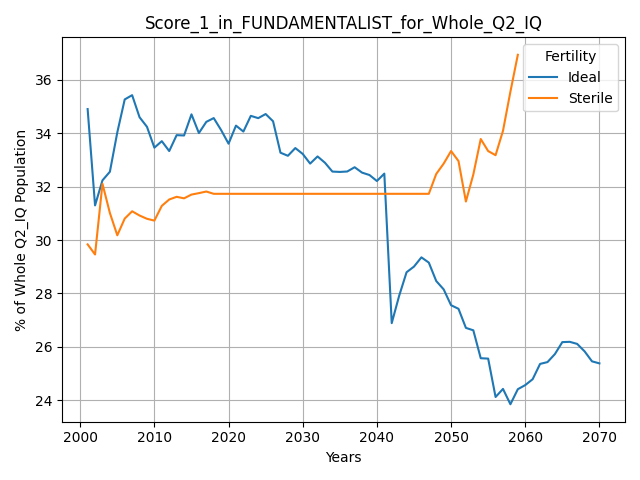 Score_1_in_FUNDAMENTALIST_for_Whole_Q2_IQ
Fertility
Ideal
Sterile
% of Whole Q2_IQ Population
36
34
32
30
28
26
24
2000 2010 2020 2030 2040 2050 2060 2070
Years